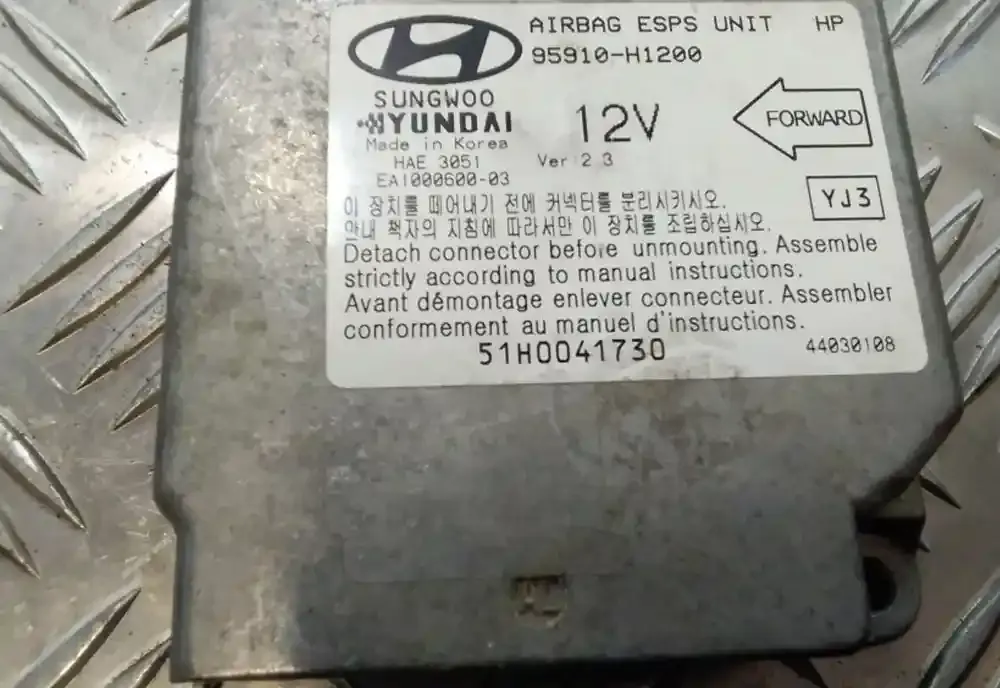 AIRBAG ESPS UNIT HP
95910-H1200
SUNGWOO
HYUNDAI
Made in Korea
12V
FORWARD
HAE 3051
Ver 2.3
EA1000600-03
YJ3
이 장치를 떼어내기 전에 커넥터를 분리시키시오.
안내 책자의 지침에 따라서만 이 장치를 조립하십시오.
Detach connector before unmounting. Assemble
strictly according to manual instructions.
Avant démontage enlever connecteur. Assembler
conformement au manuel d'instructions.
51H0041730
44030108